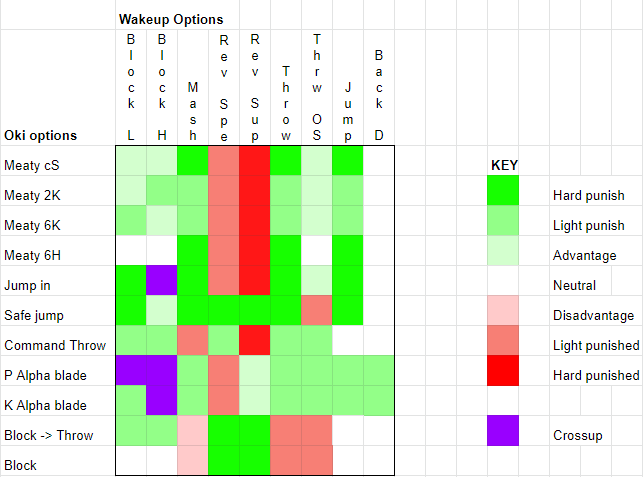 Wakeup Options
Oki options
Block L
Block H
Mash
Rev Spe
Rev Sup
Throw
Thrw OS
Jump
Back D
Meaty cS
KEY
Meaty 2K
Hard punish
Meaty 6K
Light punish
Meaty 6H
Advantage
Jump in
Neutral
Safe jump
Disadvantage
Command Throw
Light punished
P Alpha blade
Hard punished
K Alpha blade
Block -> Throw
Crossup
Block